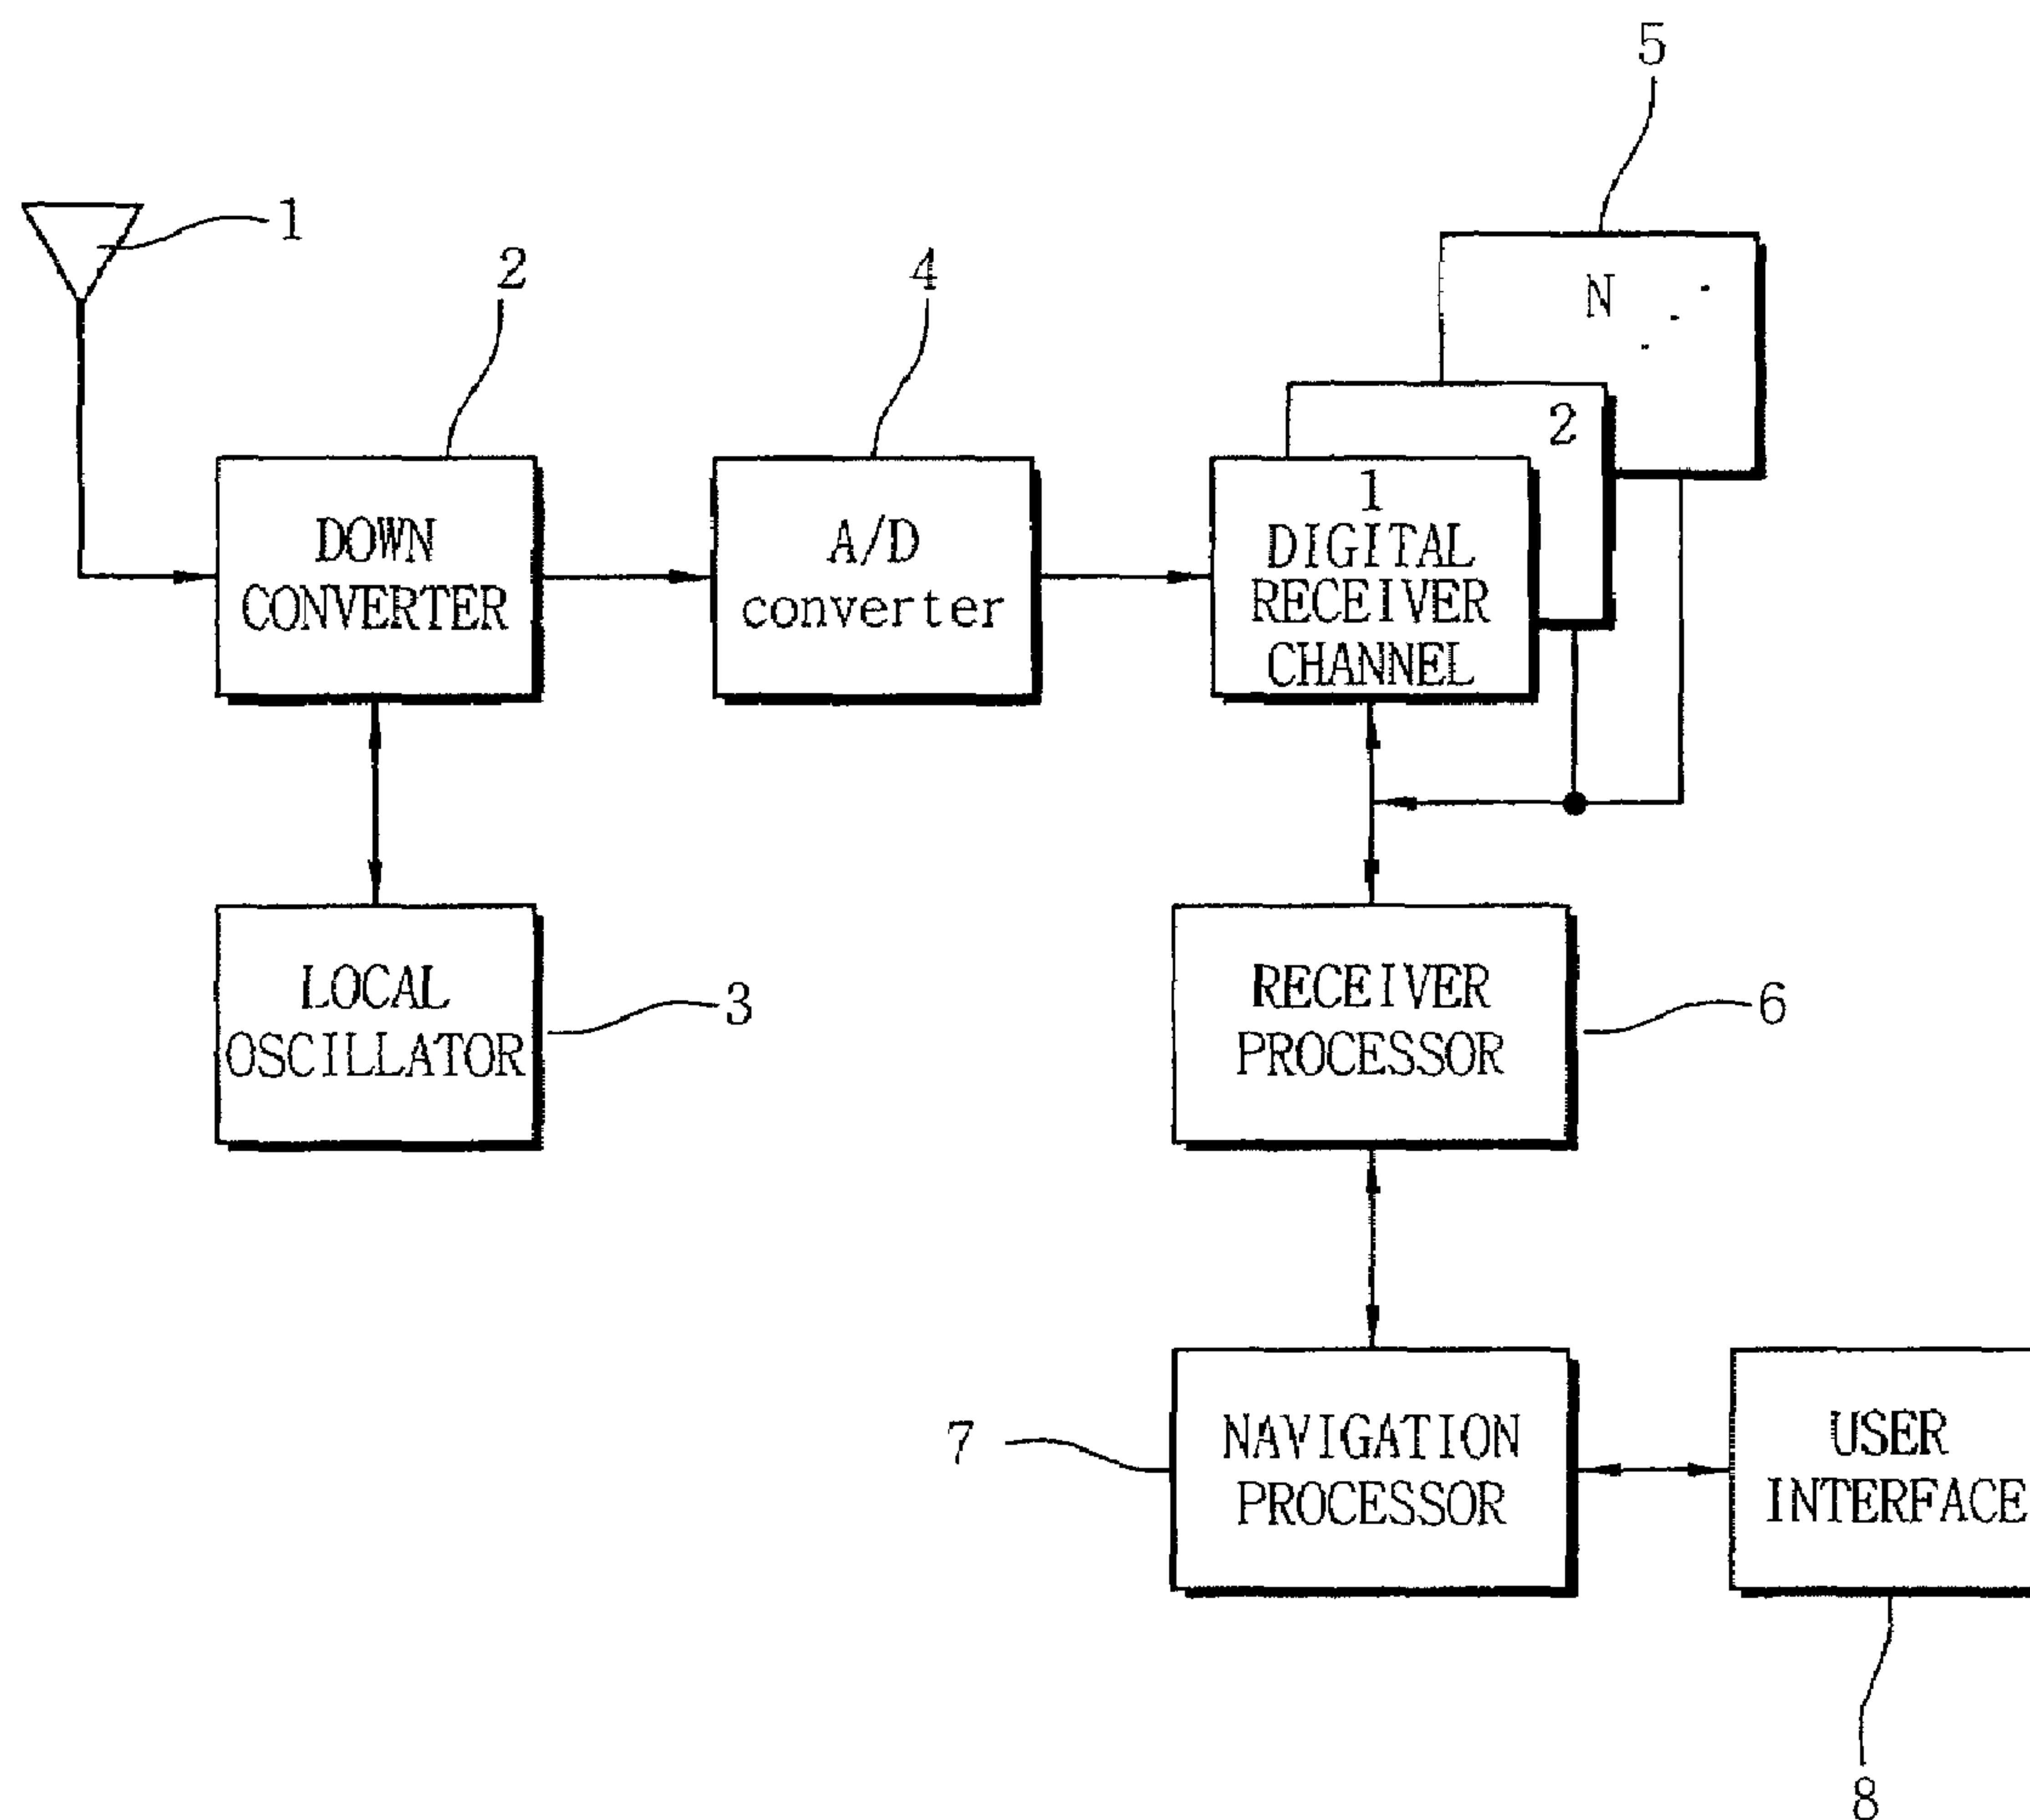 5
1
2
4
N
2
DOWN
CONVERTER
A/D
converter
1
DIGITAL
RECEIVER
CHANNEL
LOCAL
OSCILLATOR
3
RECEIVER
PROCESSOR
6
7
NAVIGATION
PROCESSOR
USER
INTERFACE
8